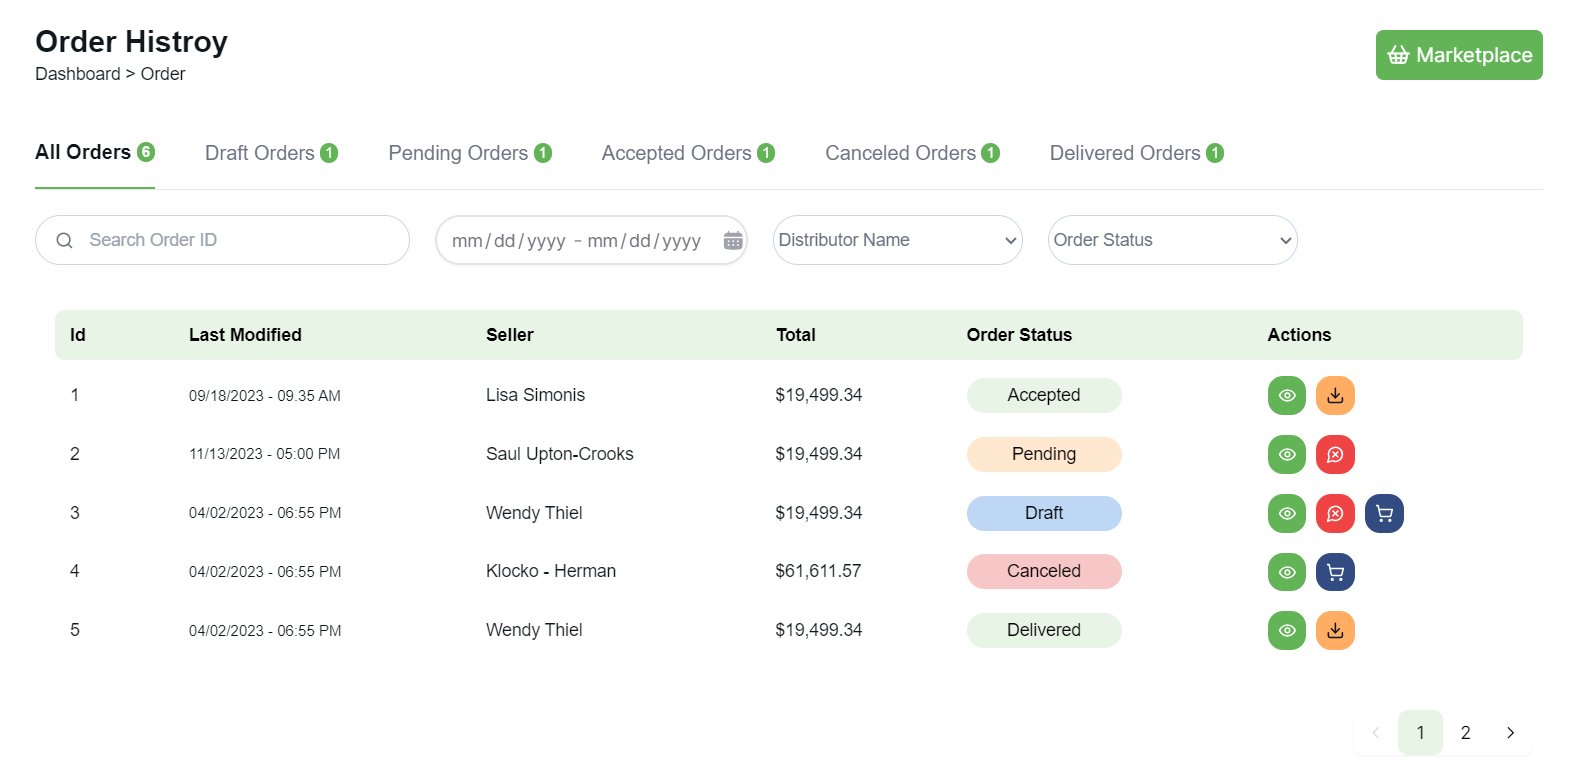 Order Histroy
Dashboard > Order
Marketplace
All Orders 6
Draft Orders 1
Pending Orders 1
Accepted Orders 1
Canceled Orders 1
Delivered Orders 1
Search Order ID
mm/dd/yyyy - mm/dd/yyyy
Distributor Name
Order Status
Id Last Modified Seller Total Order Status Actions
1 09/18/2023 - 09.35 AM Lisa Simonis $19,499.34 Accepted
2 11/13/2023 - 05:00 PM Saul Upton-Crooks $19,499.34 Pending
3 04/02/2023 - 06:55 PM Wendy Thiel $19,499.34 Draft
4 04/02/2023 - 06:55 PM Klocko - Herman $61,611.57 Canceled
5 04/02/2023 - 06:55 PM Wendy Thiel $19,499.34 Delivered
< 1 2 >